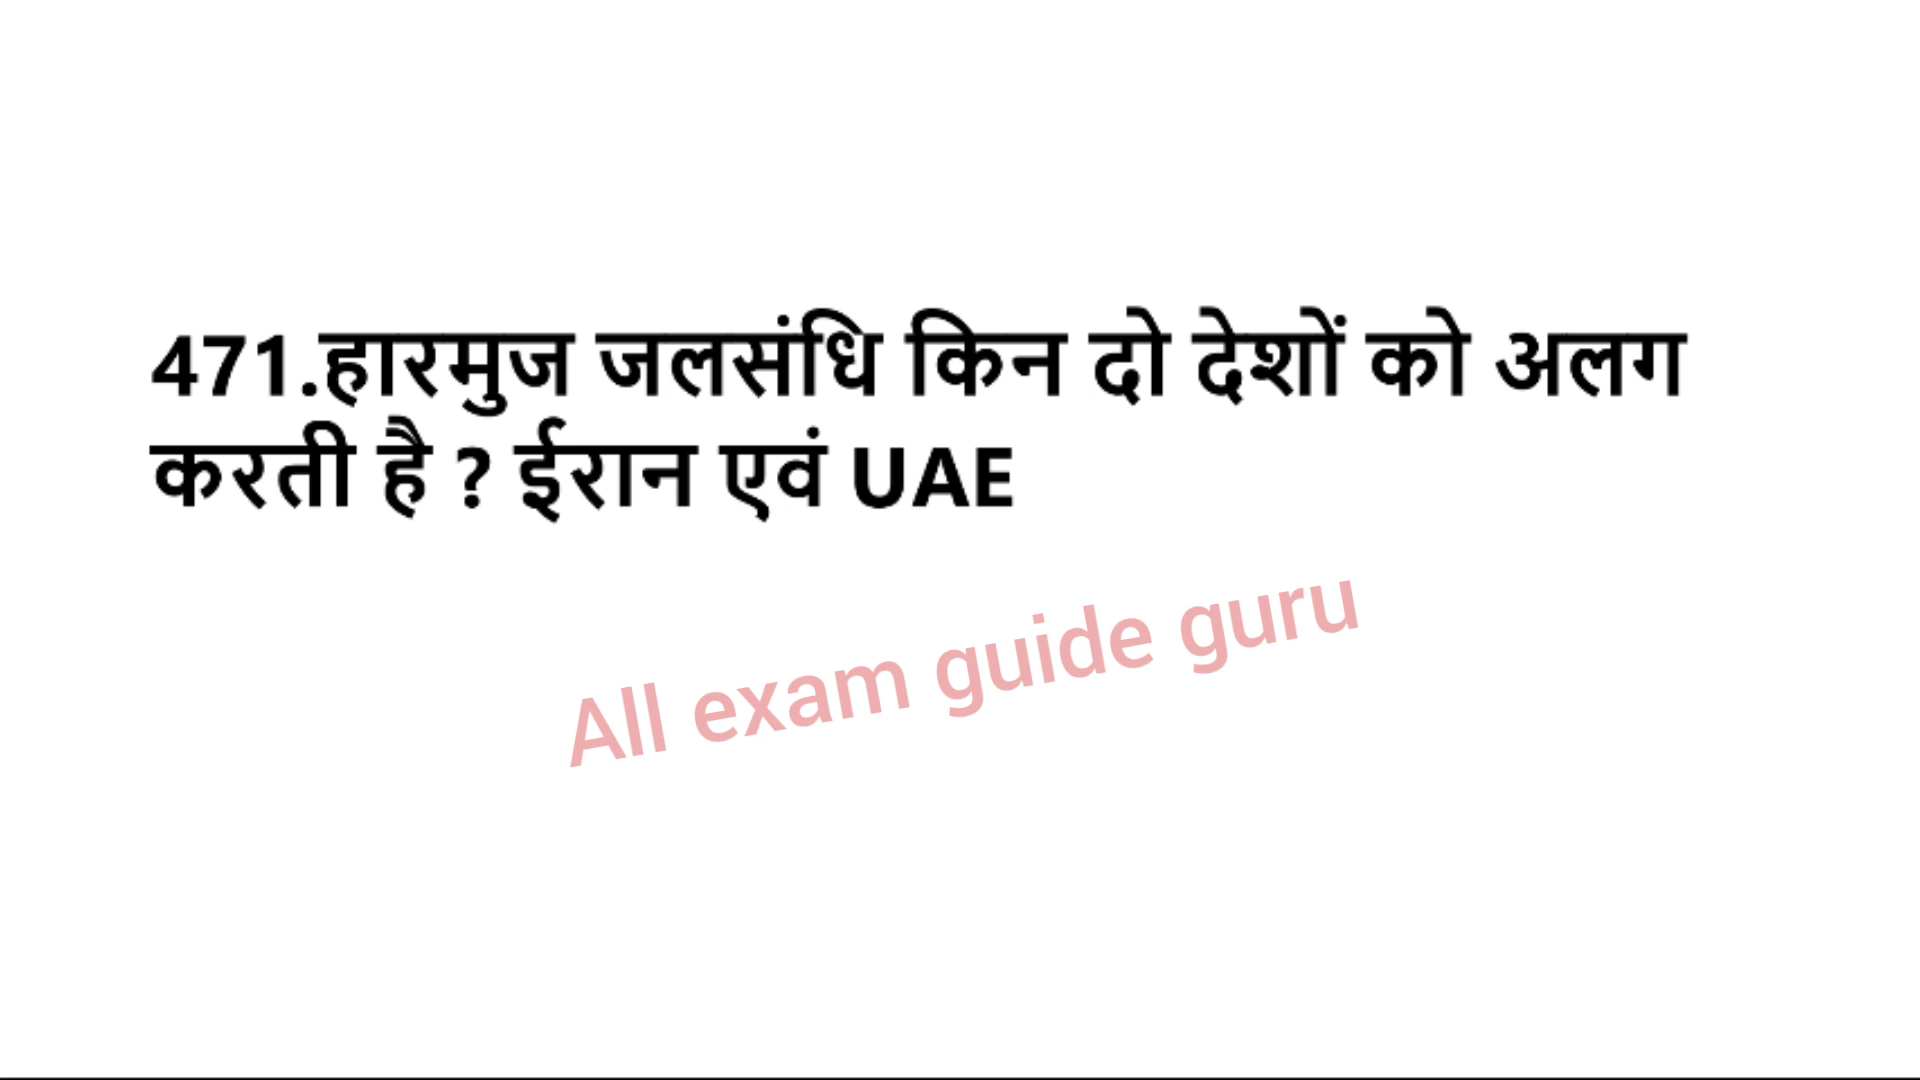 471.हारमुज जलसंधि किन दो देशों को अलग
करती है ? ईरान एवं UAE
All exam guide guru